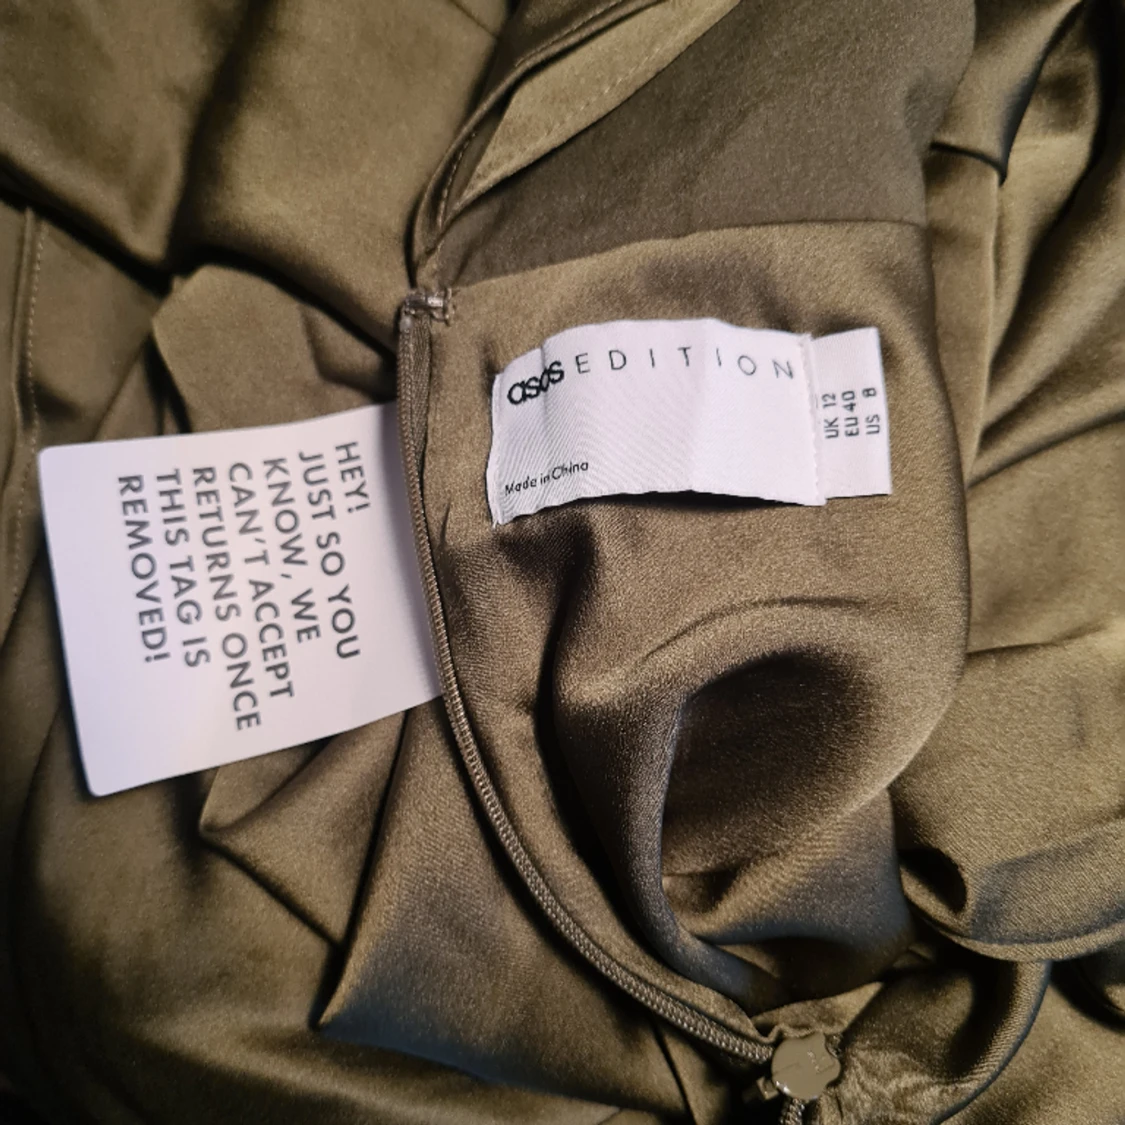 HEY!
JUST SO YOU
KNOW, WE
CAN'T ACCEPT
RETURNS ONCE
THIS TAG IS
REMOVED!
asos EDITION
Made in China
UK 12
EU 40
US 8